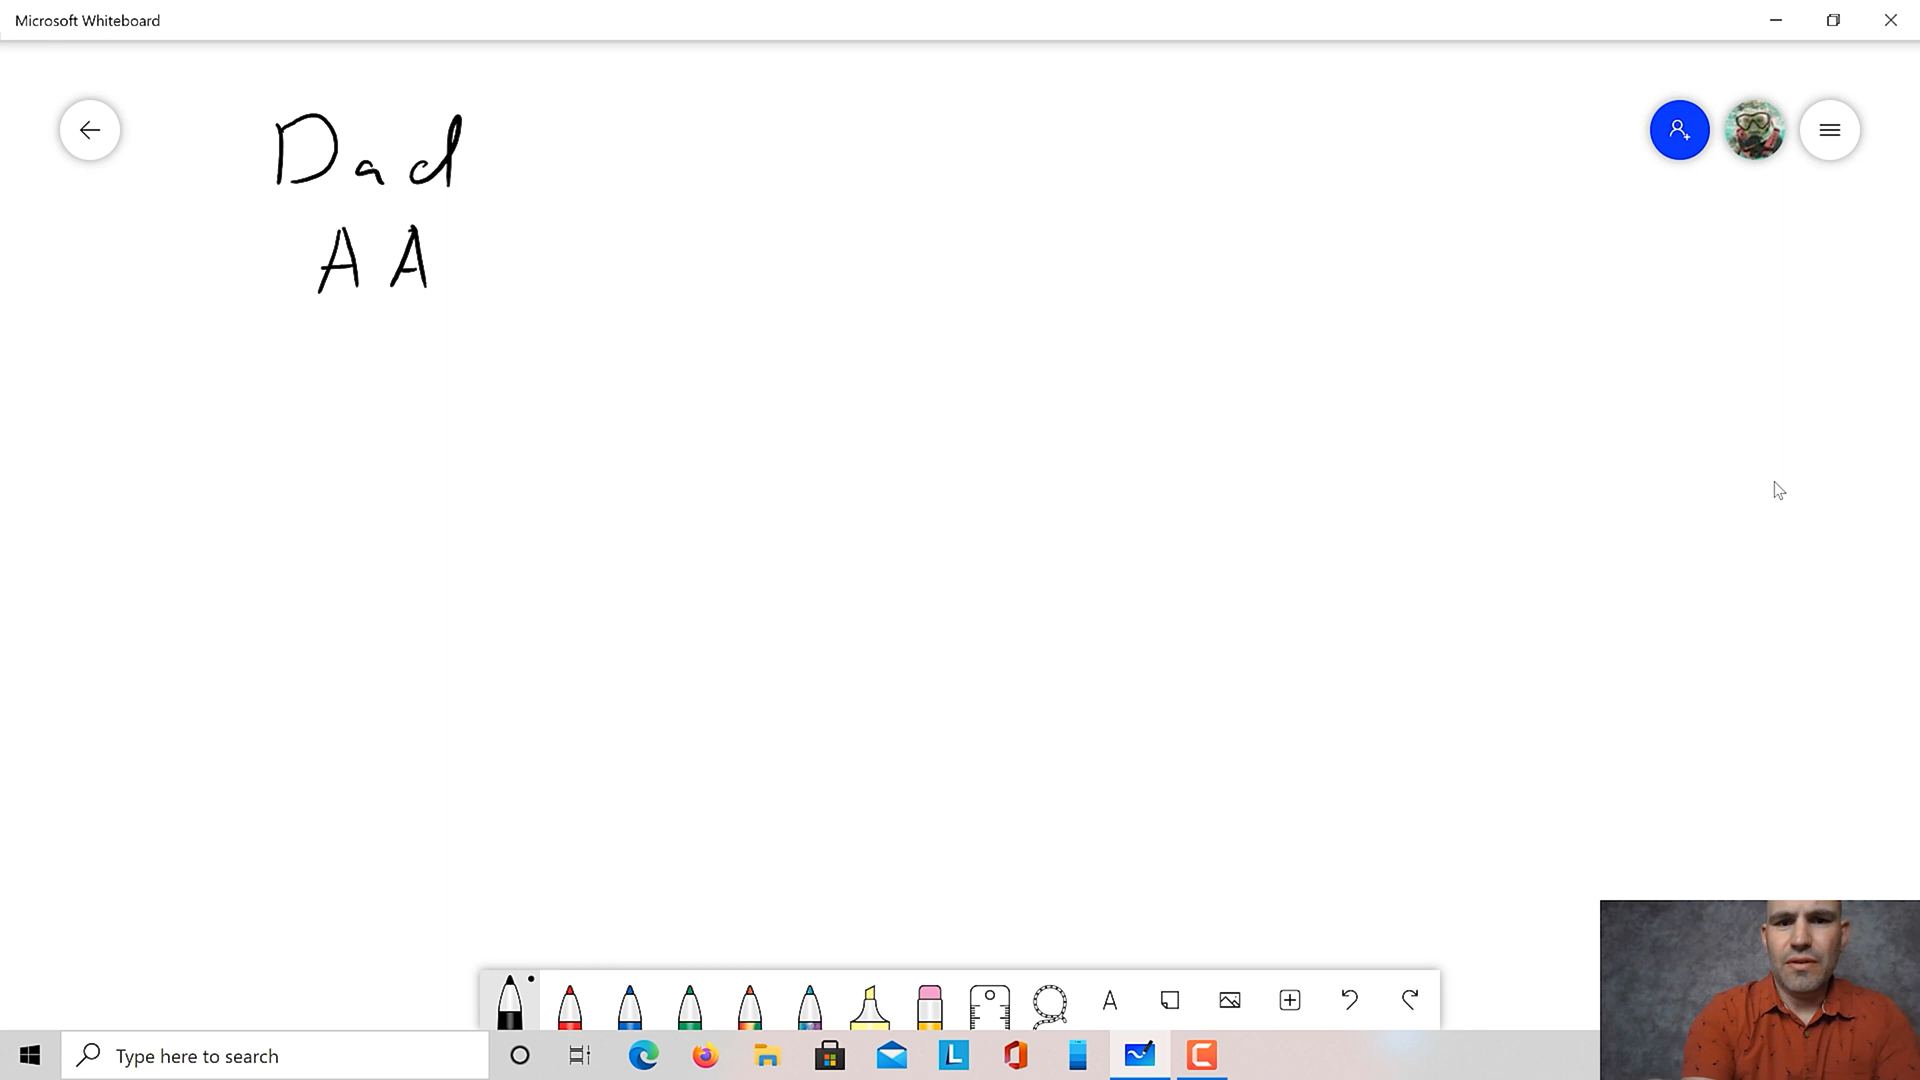 Microsoft Whiteboard
Dad
A A
A
L
Type here to search